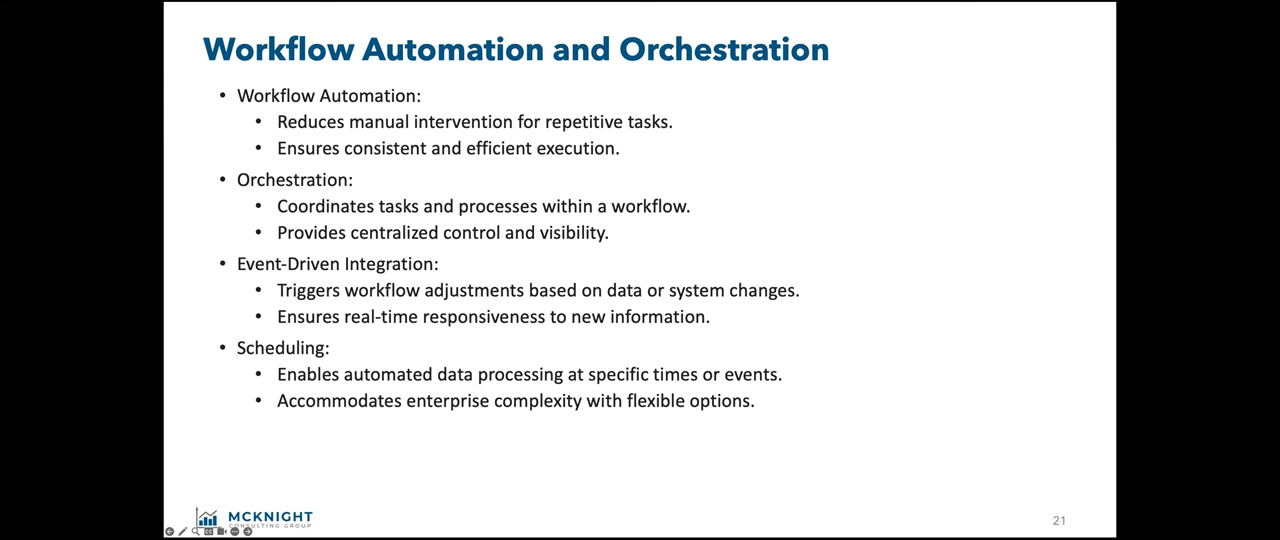 Workflow Automation and Orchestration
• Workflow Automation:
• Reduces manual intervention for repetitive tasks.
• Ensures consistent and efficient execution.
• Orchestration:
• Coordinates tasks and processes within a workflow.
• Provides centralized control and visibility.
• Event-Driven Integration:
• Triggers workflow adjustments based on data or system changes.
• Ensures real-time responsiveness to new information.
• Scheduling:
• Enables automated data processing at specific times or events.
• Accommodates enterprise complexity with flexible options.
MCKNIGHT
CONSULTING GROUP
21